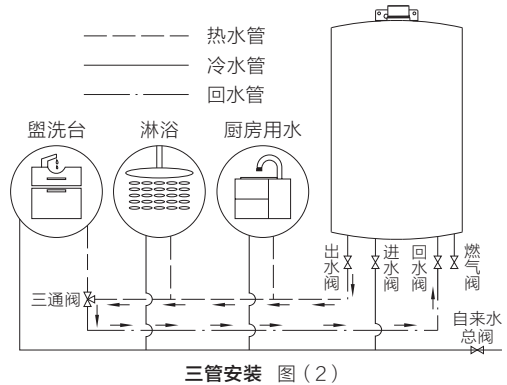 热水管
冷水管
回水管
盥洗台
淋浴
厨房用水
出水阀
进水阀
回水阀
燃气阀
三通阀
自来水
总阀
三管安装 图（2）